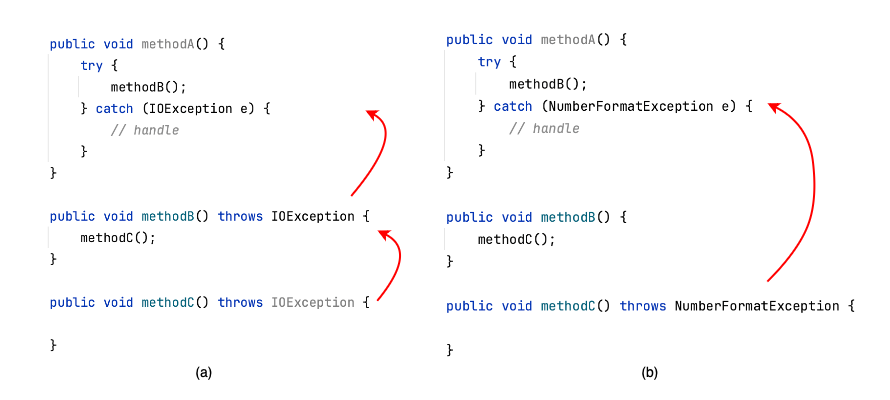 public void methodA() {
try {
methodB();
} catch (IOException e) {
// handle
}
}
public void methodB() throws IOException {
methodC();
}
public void methodC() throws IOException {
}
(a)
public void methodA() {
try {
methodB();
} catch (NumberFormatException e) {
// handle
}
}
public void methodB() {
methodC();
}
public void methodC() throws NumberFormatException {
}
(b)